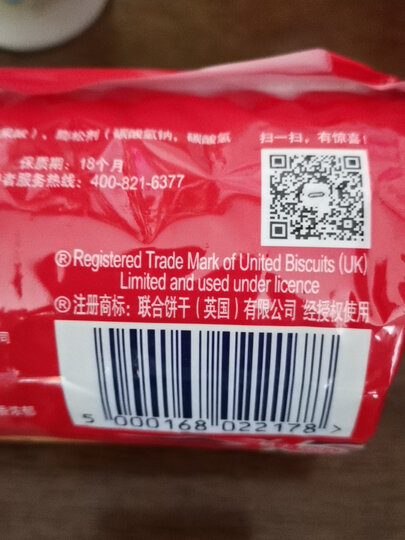 酸）、膨松剂（碳酸氢钠，碳酸氢
扫一扫，有惊喜！
保质期：18个月
者服务热线：400-821-6377
®Registered Trade Mark of United Biscuits (UK)
Limited and used under licence
®注册商标：联合饼干（英国）有限公司 经授权使用
司
5 000168 022178 >